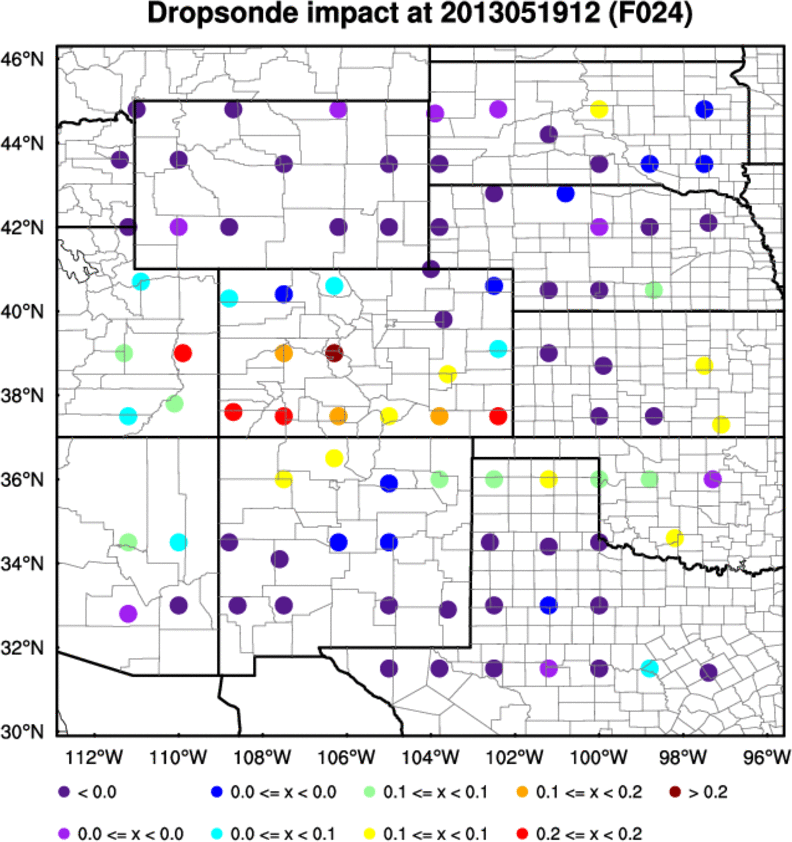 Dropsonde impact at 2013051912 (F024)
46°N
44°N
42°N
40°N
38°N
36°N
34°N
32°N
30°N
112°W 110°W 108°W 106°W 104°W 102°W 100°W 98°W 96°W
< 0.0 0.0 <= x < 0.0 0.1 <= x < 0.1 0.1 <= x < 0.2 > 0.2
0.0 <= x < 0.0 0.0 <= x < 0.1 0.1 <= x < 0.1 0.2 <= x < 0.2